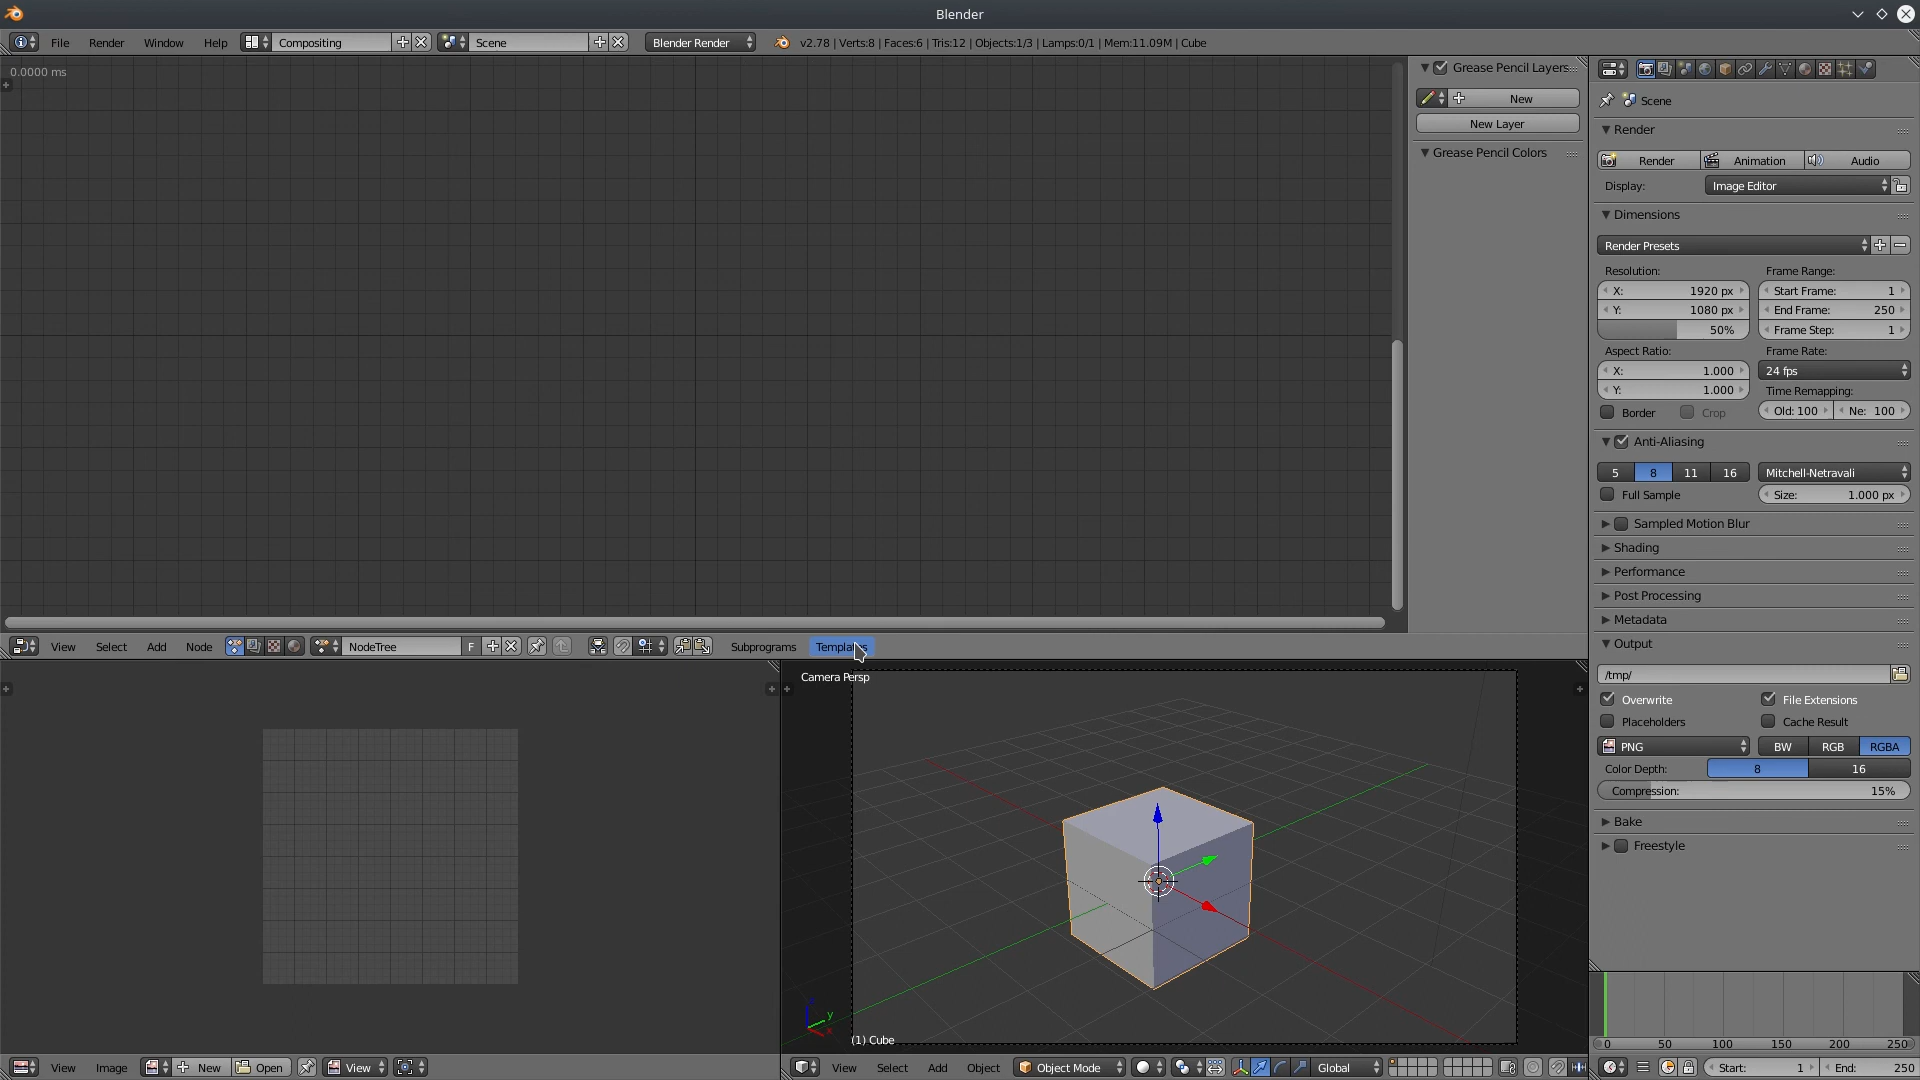 Blender
File Render Window Help Compositing Scene Blender Render v2.78 | Verts:8 | Faces:6 | Tris:12 | Objects:1/3 | Lamps:0/1 | Mem:11.09M | Cube
0.0000 ms
Grease Pencil Layers...
New
New Layer
Grease Pencil Colors
View Select Add Node NodeTree F Subprograms Templates
Camera Persp
z
y
x
(1) Cube
View Image New Open View
View Select Add Object Object Mode Global
Scene
Render
Render Animation Audio
Display: Image Editor
Dimensions
Render Presets
Resolution: Frame Range:
X: 1920 px Start Frame: 1
Y: 1080 px End Frame: 250
50% Frame Step: 1
Aspect Ratio: Frame Rate:
X: 1.000 24 fps
Y: 1.000 Time Remapping:
Border Crop Old: 100 Ne: 100
Anti-Aliasing
5 8 11 16 Mitchell-Netravali
Full Sample Size: 1.000 px
Sampled Motion Blur
Shading
Performance
Post Processing
Metadata
Output
/tmp/
Overwrite File Extensions
Placeholders Cache Result
PNG BW RGB RGBA
Color Depth: 8 16
Compression: 15%
Bake
Freestyle
0 50 100 150 200 250
Start: 1 End: 250